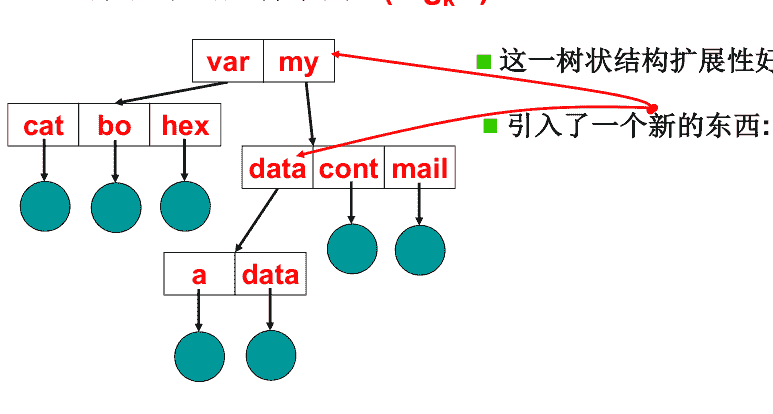 var my
这一树状结构扩展性好
cat bo hex
引入了一个新的东西:
data cont mail
a data